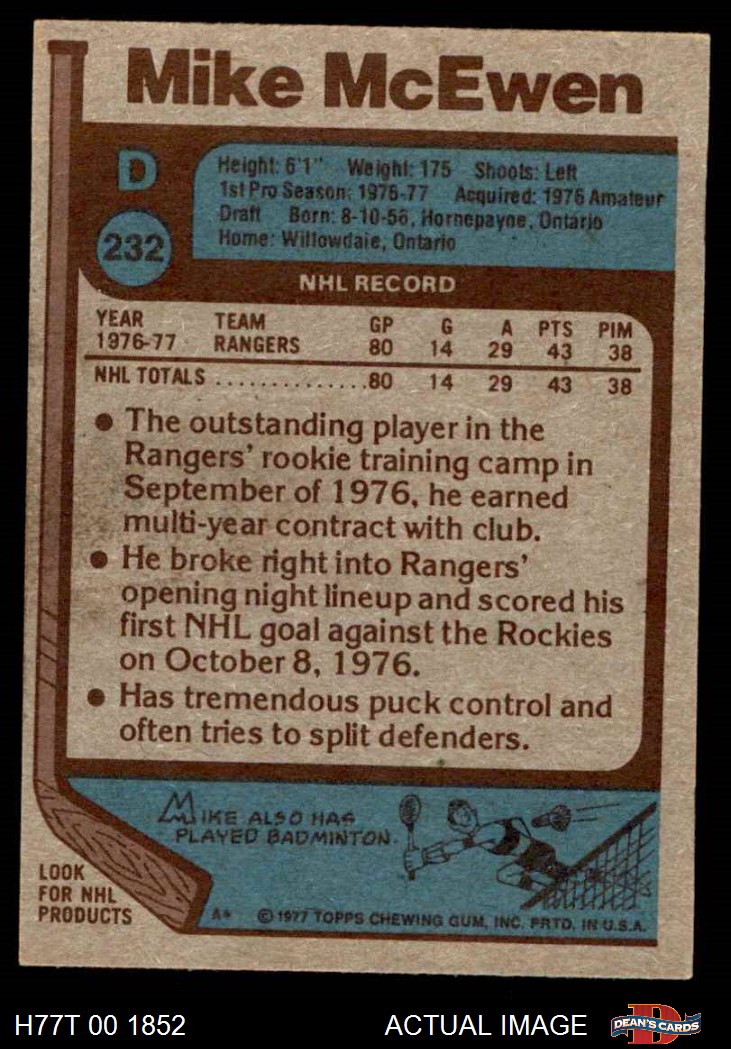 Mike McEwen
D
232
Height: 6'1" Weight: 175 Shoots: Left
1st Pro Season: 1976-77 Acquired: 1976 Amateur
Draft Born: 8-10-56, Hornepayne, Ontario
Home: Willowdale, Ontario
NHL RECORD
YEAR TEAM GP G A PTS PIM
1976-77 RANGERS 80 14 29 43 38
NHL TOTALS ..............80 14 29 43 38
● The outstanding player in the
Rangers' rookie training camp in
September of 1976, he earned
multi-year contract with club.
● He broke right into Rangers'
opening night lineup and scored his
first NHL goal against the Rockies
on October 8, 1976.
● Has tremendous puck control and
often tries to split defenders.
MIKE ALSO HAS
PLAYED BADMINTON.
LOOK
FOR NHL
PRODUCTS
A* © 1977 TOPPS CHEWING GUM, INC. PRTD. IN U.S.A.
H77T 00 1852 ACTUAL IMAGE
D
DEAN'S CARDS